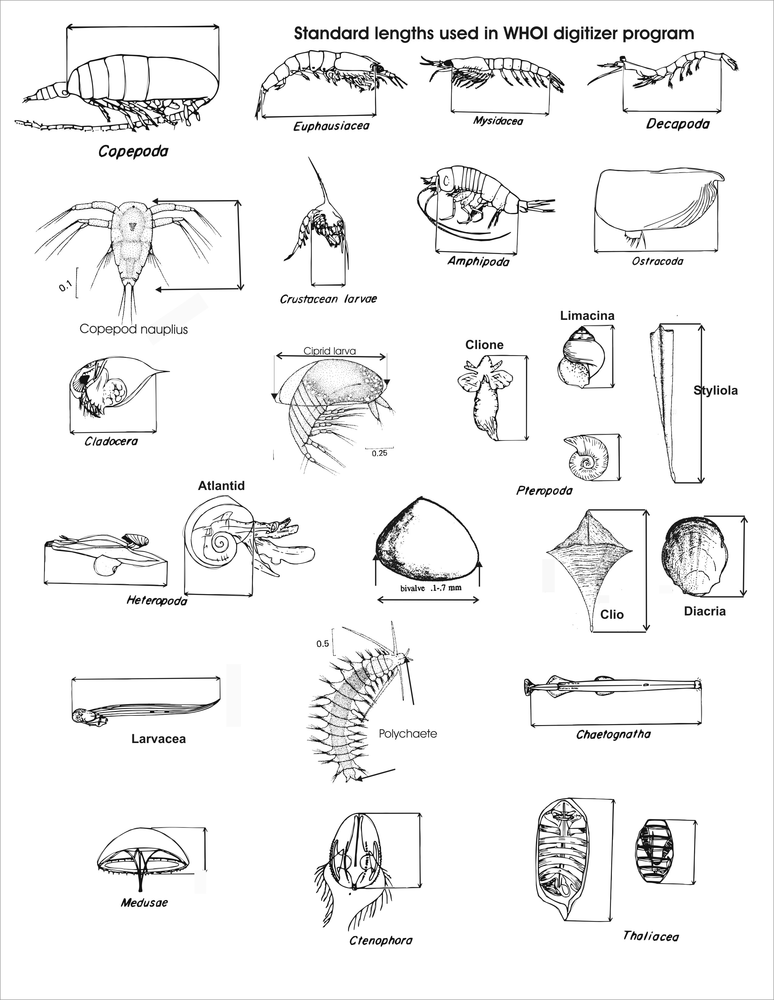 Standard lengths used in WHOI digitizer program
Copepoda
Euphausiacea
Mysidacea
Decapoda
0.1
Copepod nauplius
Crustacean larvae
Amphipoda
Ostracoda
Cladocera
Ciprid larva
0.25
Clione
Limacina
Styliola
Pteropoda
Atlantid
Heteropoda
bivalve .1-.7 mm
Clio
Diacria
Larvacea
0.5
Polychaete
Chaetognatha
Medusae
Ctenophora
Thaliacea